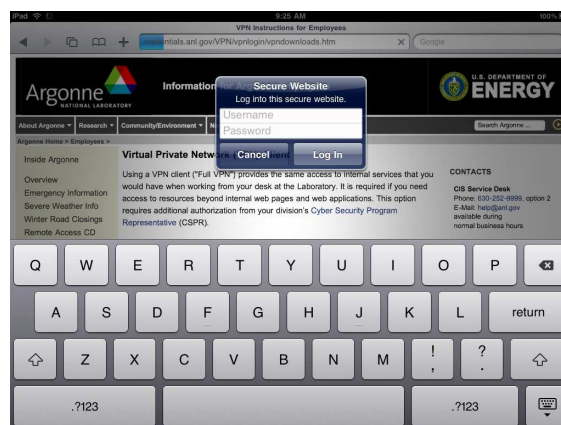 iPad
9:25 AM
100%
VPN Instructions for Employees
entials.anl.gov/VPN/vpnlogin/vpndownloads.htm
Google
Argonne
NATIONAL LABORATORY
Information for Arg
U.S. DEPARTMENT OF
ENERGY
Secure Website
Log into this secure website.
Username
Password
Cancel
Log In
About Argonne
Research
Community/Environment
N
Search Argonne ...
Argonne Home > Employees >
Inside Argonne
Overview
Emergency Information
Severe Weather Info
Winter Road Closings
Remote Access CD
Virtual Private Network
Using a VPN client ("Full VPN") provides the same access to internal services that you
would have when working from your desk at the Laboratory. It is required if you need
access to resources beyond internal web pages and web applications. This option
requires additional authorization from your division's Cyber Security Program
Representative (CSPR).
CONTACTS
CIS Service Desk
Phone: 630-252-9999, option 2
E-Mail: help@anl.gov
available during
normal business hours
Q W E R T Y U I O P
A S D F G H J K L return
Z X C V B N M ! , ? .
.?123 .?123